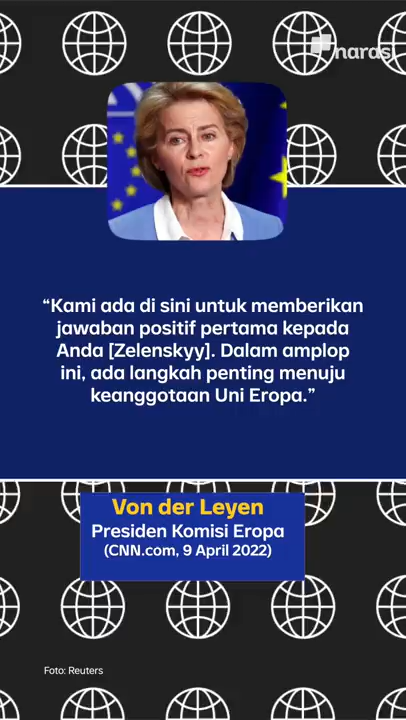 naras
“Kami ada di sini untuk memberikan
jawaban positif pertama kepada
Anda [Zelenskyy]. Dalam amplop
ini, ada langkah penting menuju
keanggotaan Uni Eropa.”
Von der Leyen
Presiden Komisi Eropa
(CNN.com, 9 April 2022)
Foto: Reuters